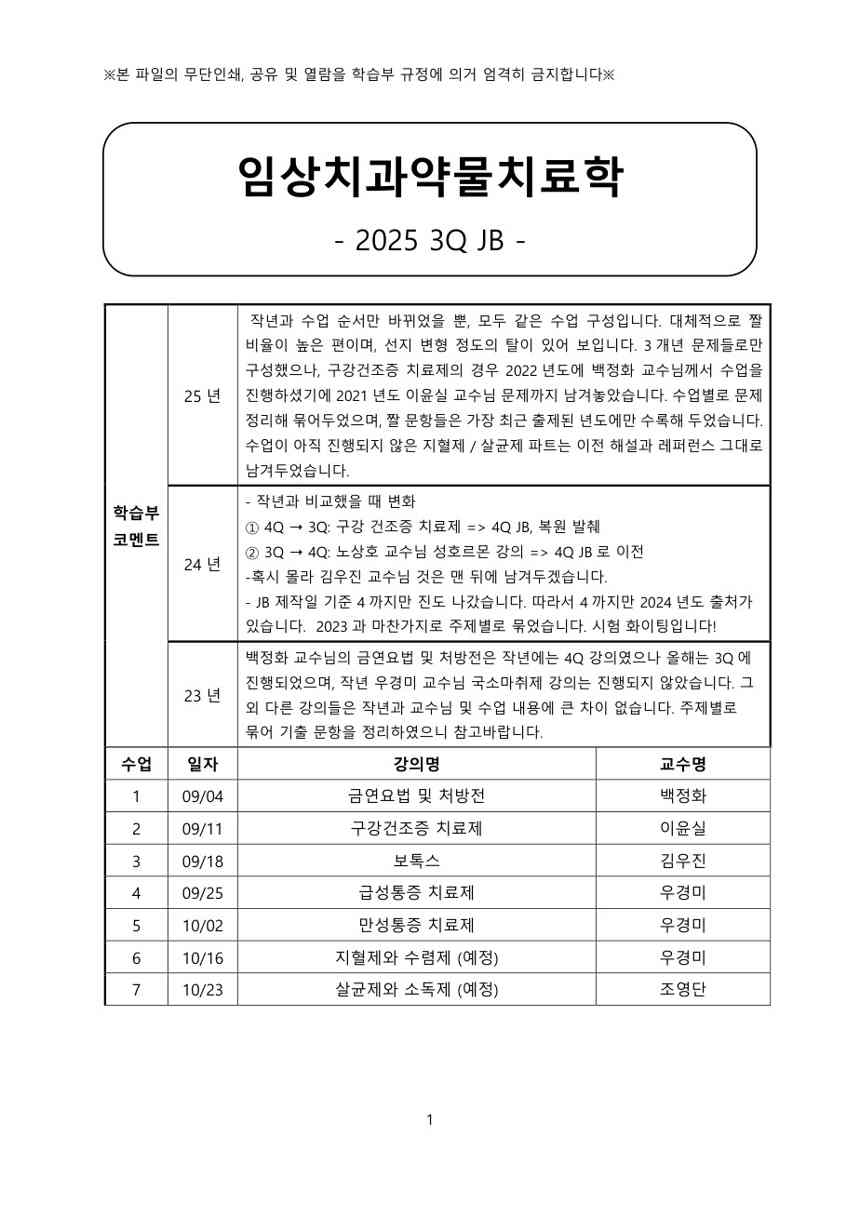 ※본 파일의 무단인쇄, 공유 및 열람을 학습부 규정에 의거 엄격히 금지합니다※
임상치과약물치료학
- 2025 3Q JB -
학습부
코멘트
25 년
작년과 수업 순서만 바뀌었을 뿐, 모두 같은 수업 구성입니다. 대체적으로 짤
비율이 높은 편이며, 선지 변형 정도의 탈이 있어 보입니다. 3 개년 문제들로만
구성했으나, 구강건조증 치료제의 경우 2022 년도에 백정화 교수님께서 수업을
진행하셨기에 2021 년도 이윤실 교수님 문제까지 남겨놓았습니다. 수업별로 문제
정리해 묶어두었으며, 짤 문항들은 가장 최근 출제된 년도에만 수록해 두었습니다.
수업이 아직 진행되지 않은 지혈제 / 살균제 파트는 이전 해설과 레퍼런스 그대로
남겨두었습니다.
24 년
- 작년과 비교했을 때 변화
① 4Q → 3Q: 구강 건조증 치료제 => 4Q JB, 복원 발췌
② 3Q → 4Q: 노상호 교수님 성호르몬 강의 => 4Q JB 로 이전
-혹시 몰라 김우진 교수님 것은 맨 뒤에 남겨두겠습니다.
- JB 제작일 기준 4 까지만 진도 나갔습니다. 따라서 4 까지만 2024 년도 출처가
있습니다. 2023 과 마찬가지로 주제별로 묶었습니다. 시험 화이팅입니다!
23 년
백정화 교수님의 금연요법 및 처방전은 작년에는 4Q 강의였으나 올해는 3Q 에
진행되었으며, 작년 우경미 교수님 국소마취제 강의는 진행되지 않았습니다. 그
외 다른 강의들은 작년과 교수님 및 수업 내용에 큰 차이 없습니다. 주제별로
묶어 기출 문항을 정리하였으니 참고바랍니다.
수업 일자 강의명 교수명
1 09/04 금연요법 및 처방전 백정화
2 09/11 구강건조증 치료제 이윤실
3 09/18 보톡스 김우진
4 09/25 급성통증 치료제 우경미
5 10/02 만성통증 치료제 우경미
6 10/16 지혈제와 수렴제 (예정) 우경미
7 10/23 살균제와 소독제 (예정) 조영단
1